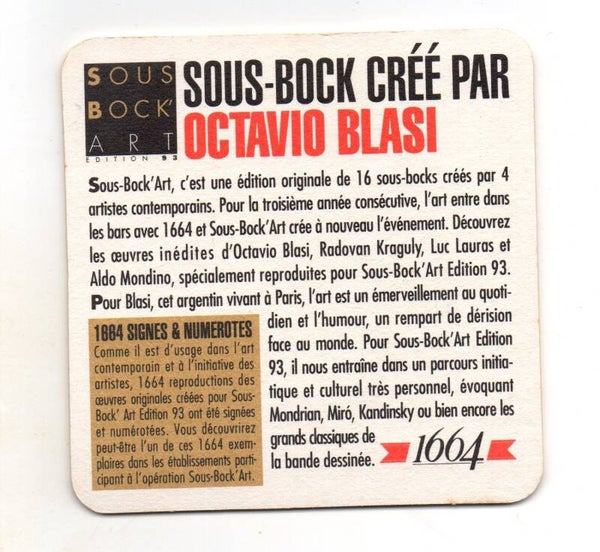 SOUS
BOCK'
ART
EDITION 93
SOUS-BOCK CRÉÉ PAR
OCTAVIO BLASI
Sous-Bock'Art, c'est une édition originale de 16 sous-bocks créés par 4
artistes contemporains. Pour la troisième année consécutive, l'art entre dans
les bars avec 1664 et Sous-Bock'Art crée à nouveau l'événement. Découvrez
les œuvres inédites d'Octavio Blasi, Radovan Kraguly, Luc Lauras et
Aldo Mondino, spécialement reproduites pour Sous-Bock'Art Edition 93.
Pour Blasi, cet argentin vivant à Paris, l'art est un émerveillement au quoti-
dien et l'humour, un rempart de dérision
face au monde. Pour Sous-Bock'Art Edition
93, il nous entraîne dans un parcours initia-
tique et culturel très personnel, évoquant
Mondrian, Miró, Kandinsky ou bien encore les
grands classiques de
la bande dessinée.
1664
1664 SIGNES & NUMEROTES
Comme il est d'usage dans l'art
contemporain et à l'initiative des
artistes, 1664 reproductions des
œuvres originales créées pour Sous-
Bock' Art Edition 93 ont été signées
et numérotées. Vous découvrirez
peut-être l'un de ces 1664 exem-
plaires dans les établissements parti-
cipant à l'opération Sous-Bock'Art.